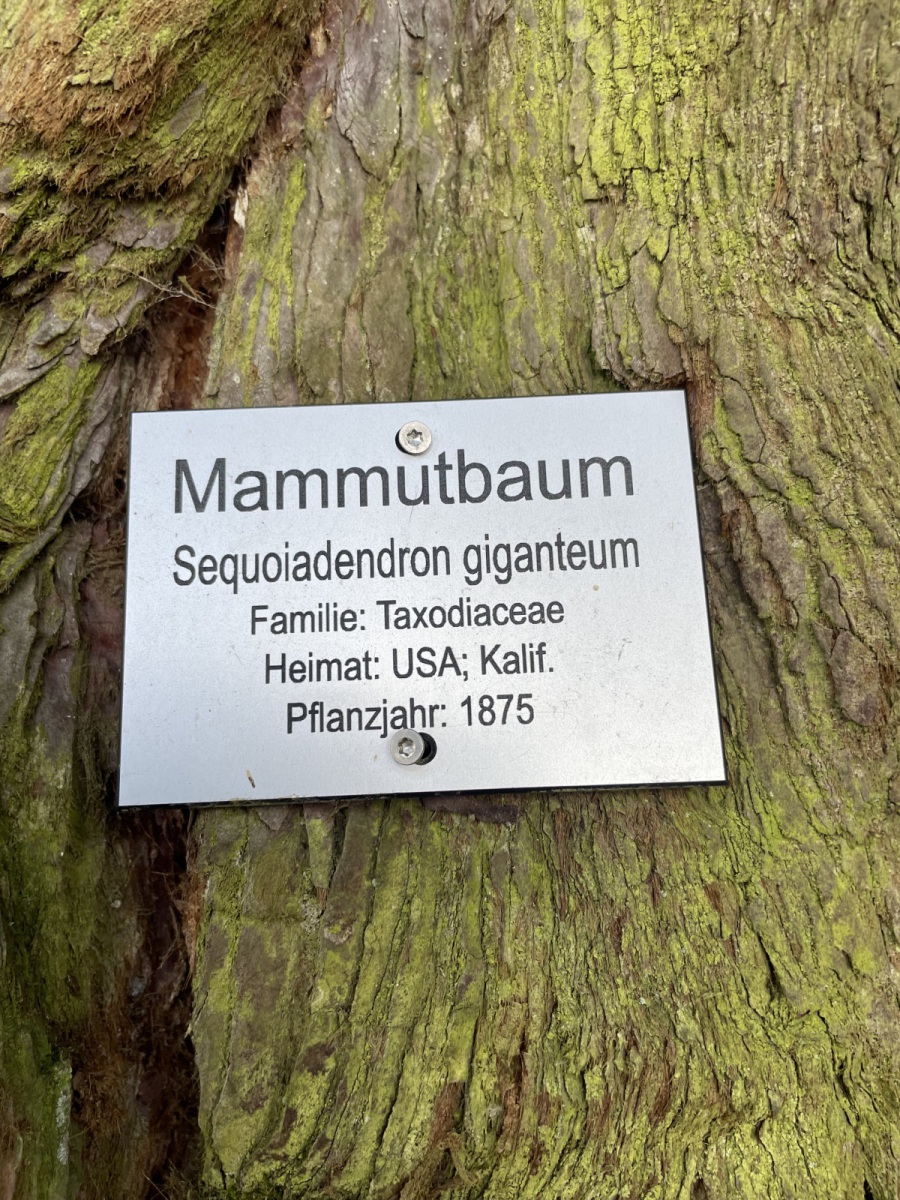 Mammutbaum
Sequoiadendron giganteum
Familie: Taxodiaceae
Heimat: USA; Kalif.
Pflanzjahr: 1875